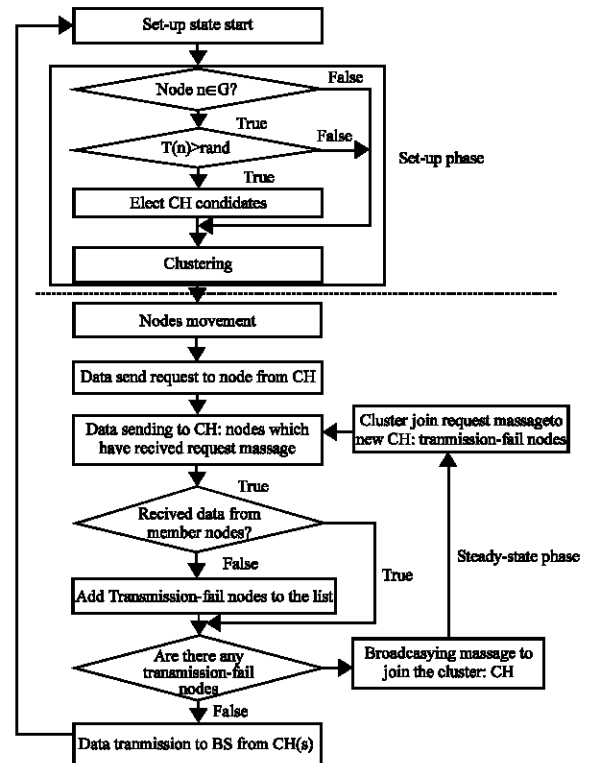 Set-up state start
Node n∈G?
False
True
T(n)>rand
False
True
Set-up phase
Elect CH candidates
Clustering
Nodes movement
Data send request to node from CH
Data sending to CH: nodes which
have recived request massage
Cluster join request massageto
new CH: tranmission-fail nodes
True
Recived data from
member nodes?
False
True
Steady-state phase
Add Transmission-fail nodes to the list
Are there any
transmission-fail
nodes
Broadcasying massage to
join the cluster: CH
False
Data tranmission to BS from CH(s)